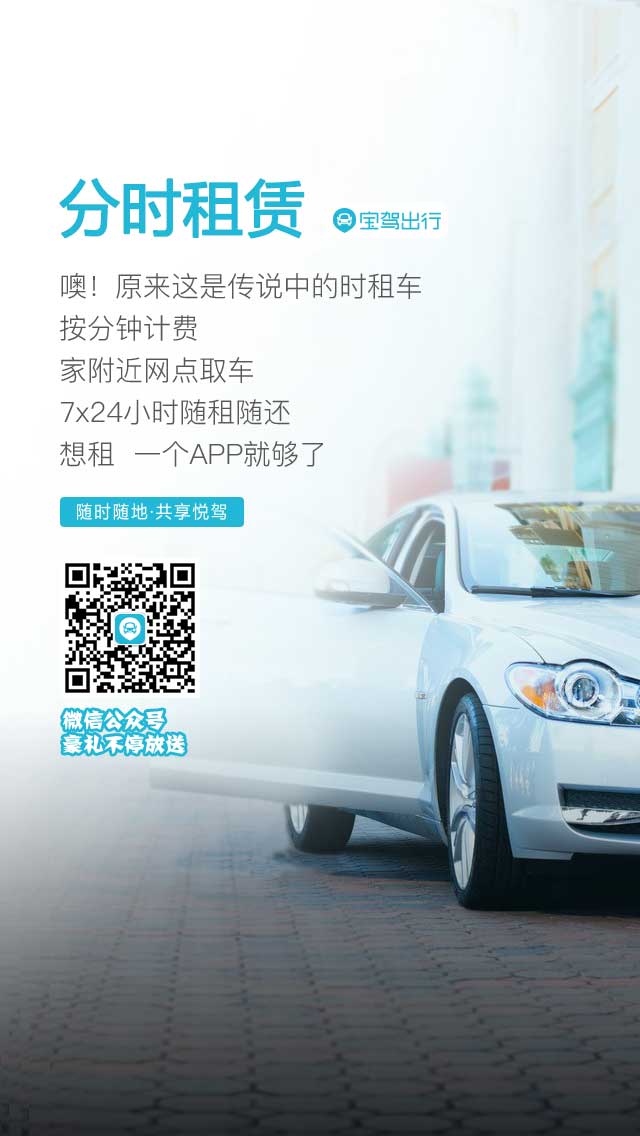 分时租赁 宝驾出行
噢！原来这是传说中的时租车
按分钟计费
家附近网点取车
7x24小时随租随还
想租 一个APP就够了
随时随地·共享悦驾
微信公众号
豪礼不停放送